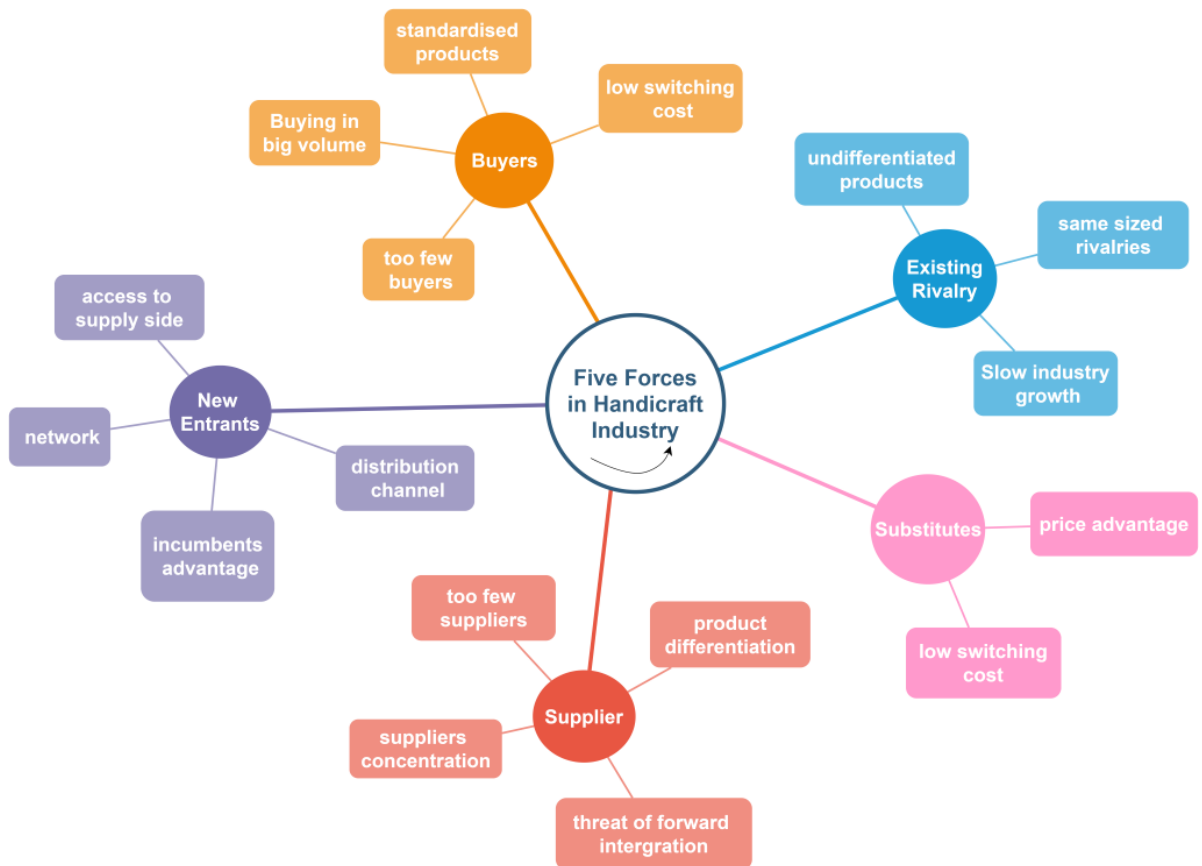 Five Forces
in Handicraft
Industry
Buyers
standardised
products
low switching
cost
Buying in
big volume
too few
buyers
Existing
Rivalry
undifferentiated
products
same sized
rivalries
Slow industry
growth
Substitutes
price advantage
low switching
cost
Supplier
too few
suppliers
product
differentiation
suppliers
concentration
threat of forward
intergration
New
Entrants
access to
supply side
network
incumbents
advantage
distribution
channel